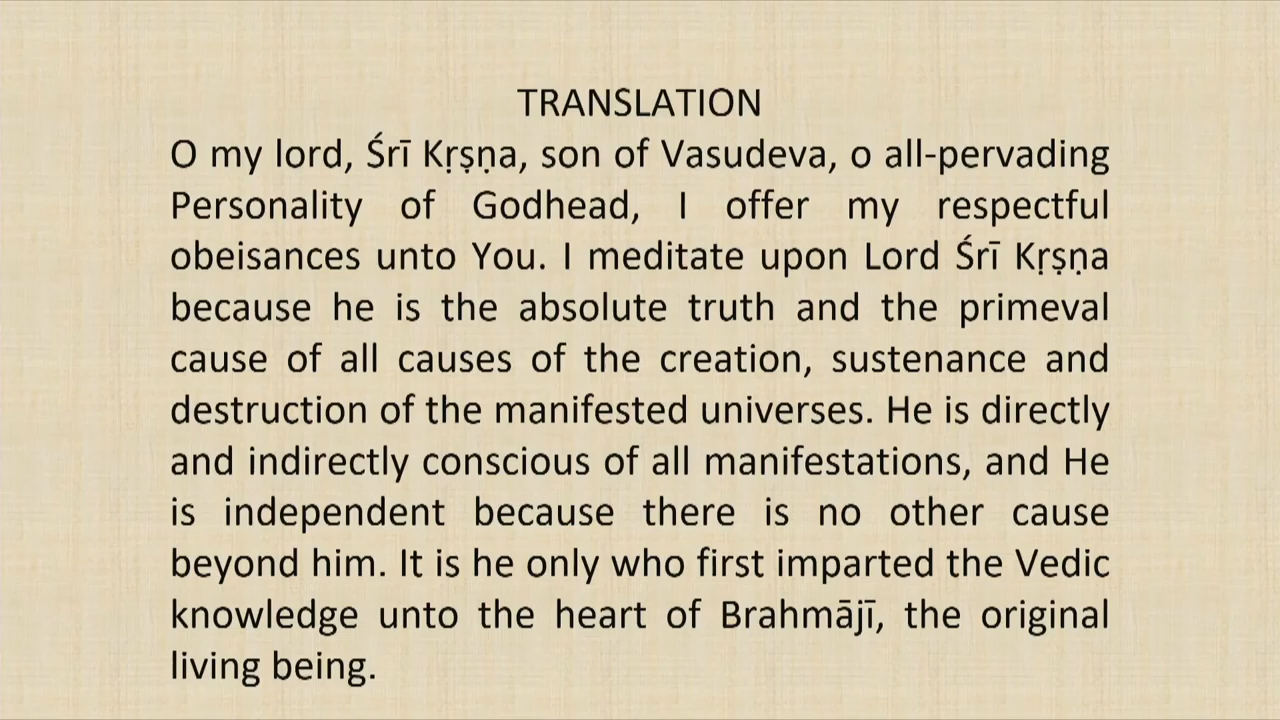 TRANSLATION
O my lord, Śrī Kṛṣṇa, son of Vasudeva, o all-pervading
Personality of Godhead, I offer my respectful
obeisances unto You. I meditate upon Lord Śrī Kṛṣṇa
because he is the absolute truth and the primeval
cause of all causes of the creation, sustenance and
destruction of the manifested universes. He is directly
and indirectly conscious of all manifestations, and He
is independent because there is no other cause
beyond him. It is he only who first imparted the Vedic
knowledge unto the heart of Brahmājī, the original
living being.